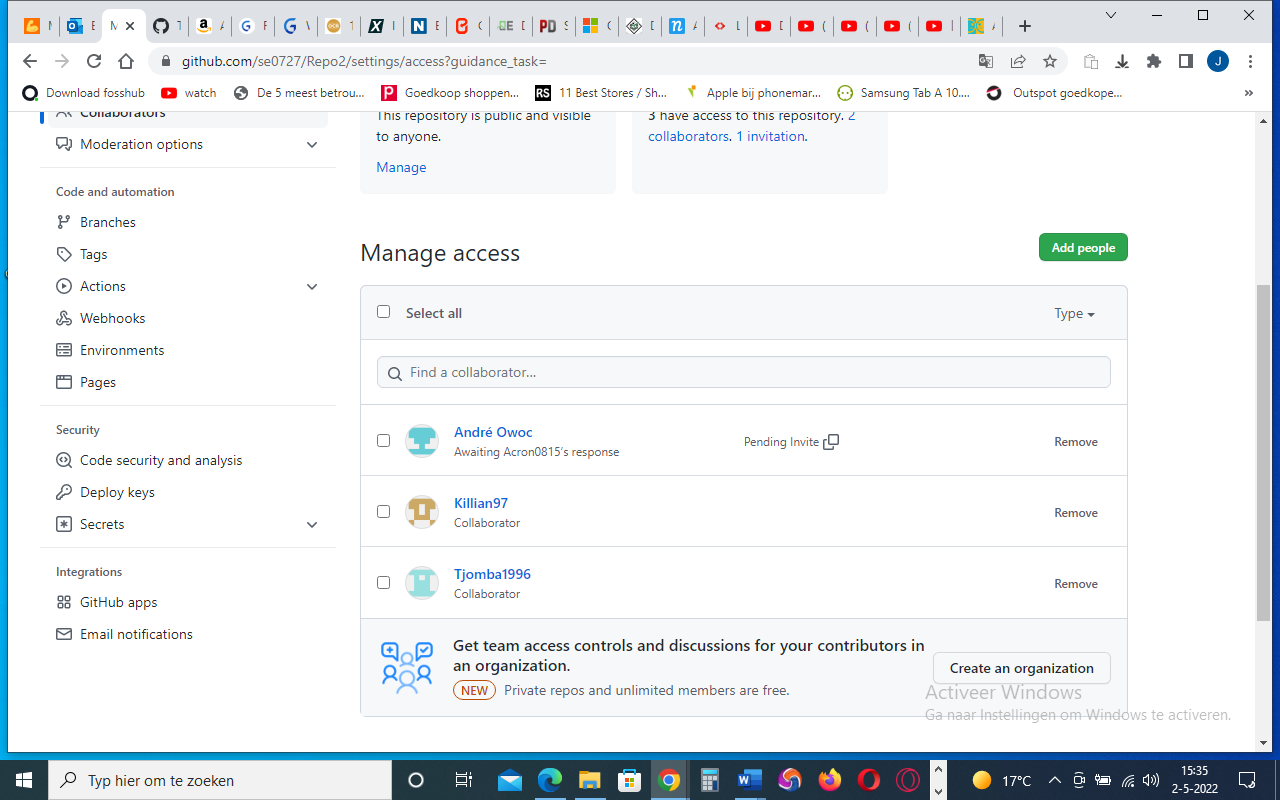 github.com/se0727/Repo2/settings/access?guidance_task=
J
Download fosshub
watch
De 5 meest betrou...
Goedkoop shoppen...
11 Best Stores / Sh...
Apple bij phonemar...
Samsung Tab A 10....
Outspot goedkope...
»
Collaborators
Moderation options
Code and automation
Branches
Tags
Actions
Webhooks
Environments
Pages
Security
Code security and analysis
Deploy keys
Secrets
Integrations
GitHub apps
Email notifications
This repository is public and visible
to anyone.
Manage
3 have access to this repository. 2
collaborators. 1 invitation.
Manage access
Add people
Select all
Type
Find a collaborator...
André Owoc
Awaiting Acron0815's response
Pending Invite
Remove
Killian97
Collaborator
Remove
Tjomba1996
Collaborator
Remove
Get team access controls and discussions for your contributors in
an organization.
NEW Private repos and unlimited members are free.
Create an organization
Activeer Windows
Ga naar Instellingen om Windows te activeren.
Typ hier om te zoeken
17°C
15:35
2-5-2022